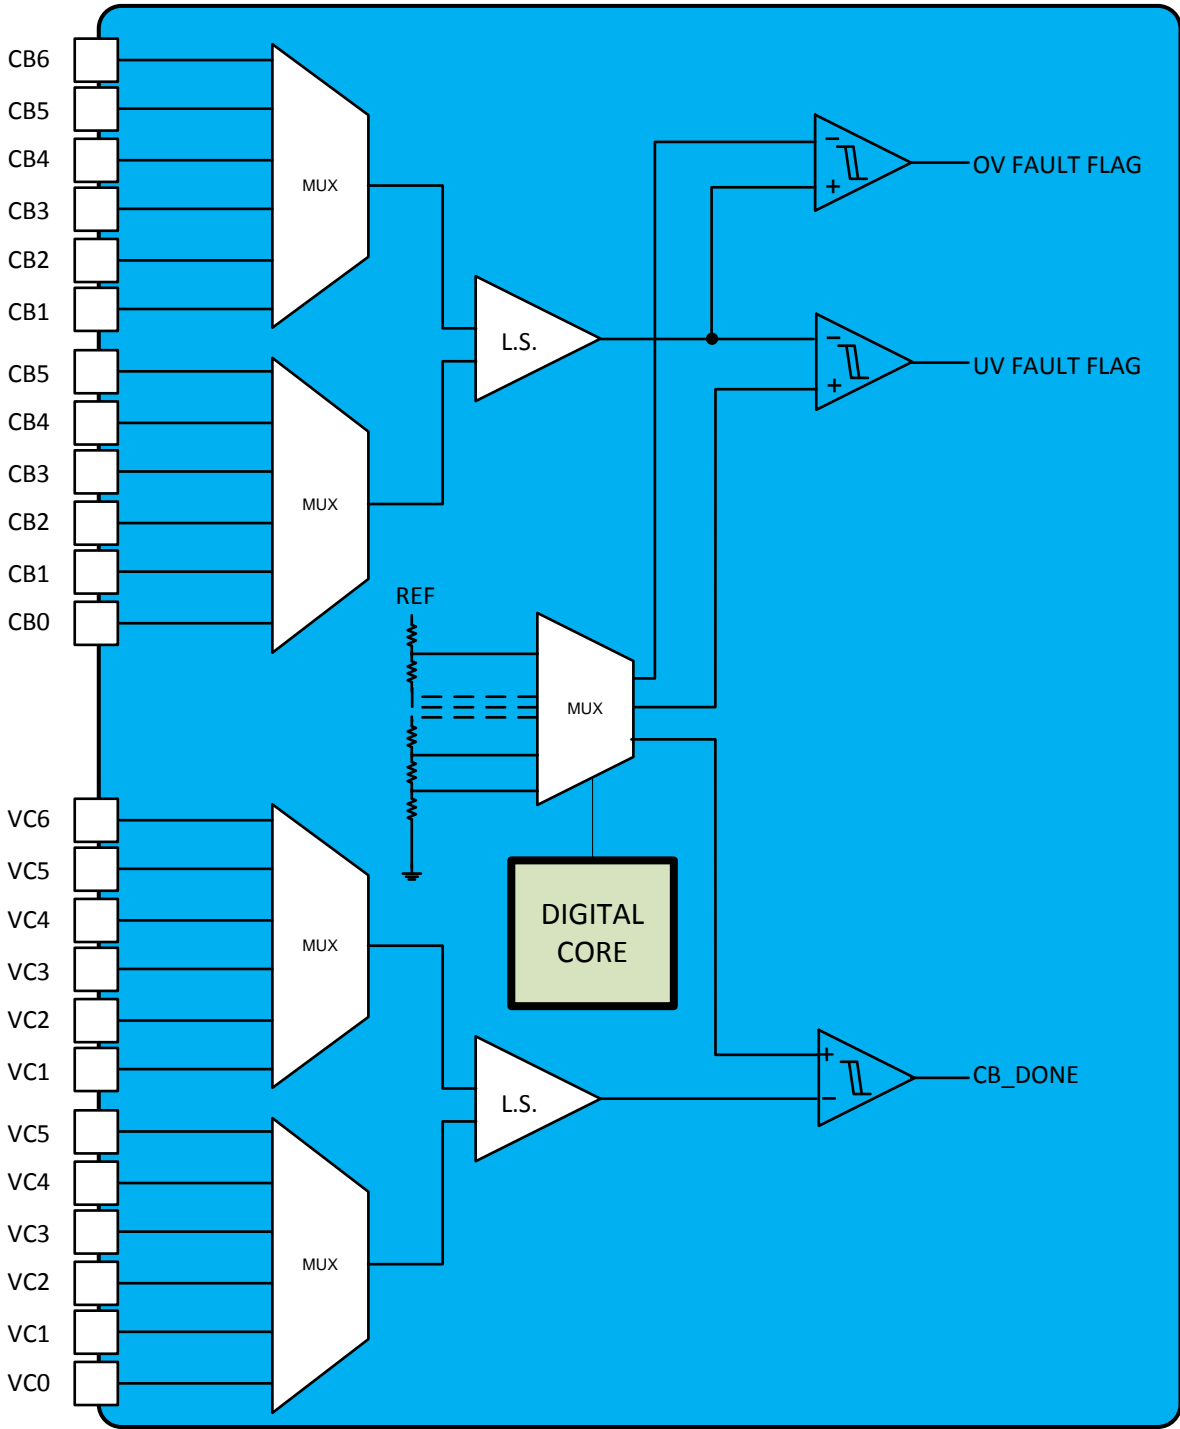 CB6
CB5
CB4
CB3
CB2
CB1
MUX
CB5
CB4
CB3
CB2
CB1
CB0
MUX
L.S.
−
+
OV FAULT FLAG
−
+
UV FAULT FLAG
REF
MUX
DIGITAL
CORE
VC6
VC5
VC4
VC3
VC2
VC1
MUX
VC5
VC4
VC3
VC2
VC1
VC0
MUX
L.S.
+
−
CB_DONE